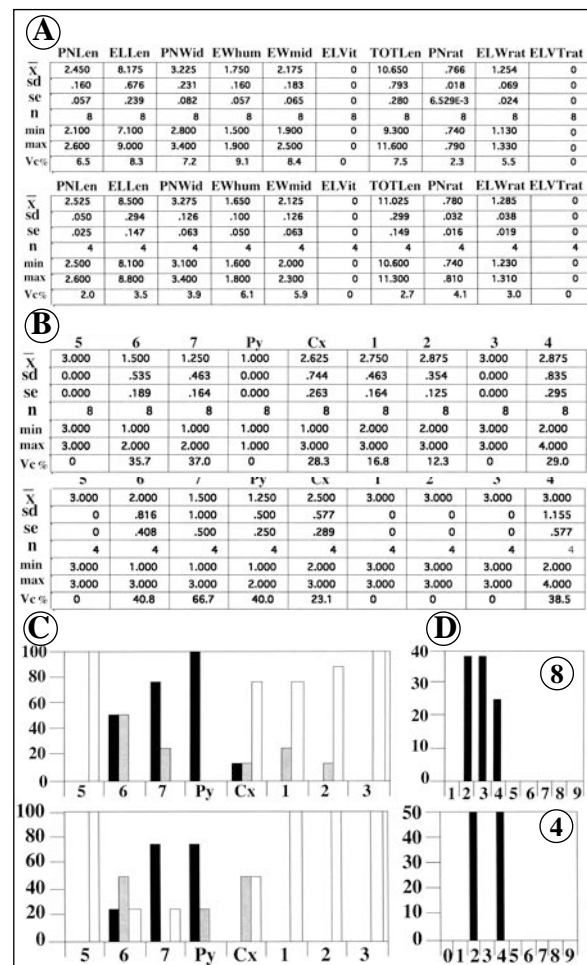 A
PNLen ELLen PNWid EWhum EWmid ELVit TOTLen PNrat ELWrat ELVTrat
X̄ 2.450 8.175 3.225 1.750 2.175 0 10.650 .766 1.254 0
sd .160 .676 .231 .160 .183 0 .793 .018 .069 0
se .057 .239 .082 .057 .065 0 .280 6.529E-3 .024 0
n 8 8 8 8 8 8 8 8 8 8
min 2.100 7.100 2.800 1.500 1.900 0 9.300 .740 1.130 0
max 2.600 9.000 3.400 1.900 2.500 0 11.600 .790 1.330 0
Vc% 6.5 8.3 7.2 9.1 8.4 0 7.5 2.3 5.5 0
PNLen ELLen PNWid EWhum EWmid ELVit TOTLen PNrat ELWrat ELVTrat
X̄ 2.525 8.500 3.275 1.650 2.125 0 11.025 .780 1.285 0
sd .050 .294 .126 .100 .126 0 .299 .032 .038 0
se .025 .147 .063 .050 .063 0 .149 .016 .019 0
n 4 4 4 4 4 4 4 4 4 4
min 2.500 8.100 3.100 1.600 2.000 0 10.600 .740 1.230 0
max 2.600 8.800 3.400 1.800 2.300 0 11.300 .810 1.310 0
Vc% 2.0 3.5 3.9 6.1 5.9 0 2.7 4.1 3.0 0
B
5 6 7 Py Cx 1 2 3 4
X̄ 3.000 1.500 1.250 1.000 2.625 2.750 2.875 3.000 2.875
sd 0.000 .535 .463 0.000 .744 .463 .354 0.000 .835
se 0.000 .189 .164 0.000 .263 .164 .125 0.000 .295
n 8 8 8 8 8 8 8 8 8
min 3.000 1.000 1.000 1.000 1.000 2.000 2.000 3.000 2.000
max 3.000 2.000 2.000 1.000 3.000 3.000 3.000 3.000 4.000
Vc% 0 35.7 37.0 0 28.3 16.8 12.3 0 29.0
5 6 7 Py Cx 1 2 3 4
X̄ 3.000 2.000 1.500 1.250 2.500 3.000 3.000 3.000 3.000
sd 0 .816 1.000 .500 .577 0 0 0 1.155
se 0 .408 .500 .250 .289 0 0 0 .577
n 4 4 4 4 4 4 4 4 4
min 3.000 1.000 1.000 1.000 2.000 3.000 3.000 3.000 2.000
max 3.000 3.000 3.000 2.000 3.000 3.000 3.000 3.000 4.000
Vc% 0 40.8 66.7 40.0 23.1 0 0 0 38.5
C
100
80
60
40
20
0
5 6 7 Py Cx 1 2 3
100
80
60
40
20
0
5 6 7 Py Cx 1 2 3
D
40
30
20
10
0
8
1 2 3 4 5 6 7 8 9
50
40
30
20
10
0
4
0 1 2 3 4 5 6 7 8 9